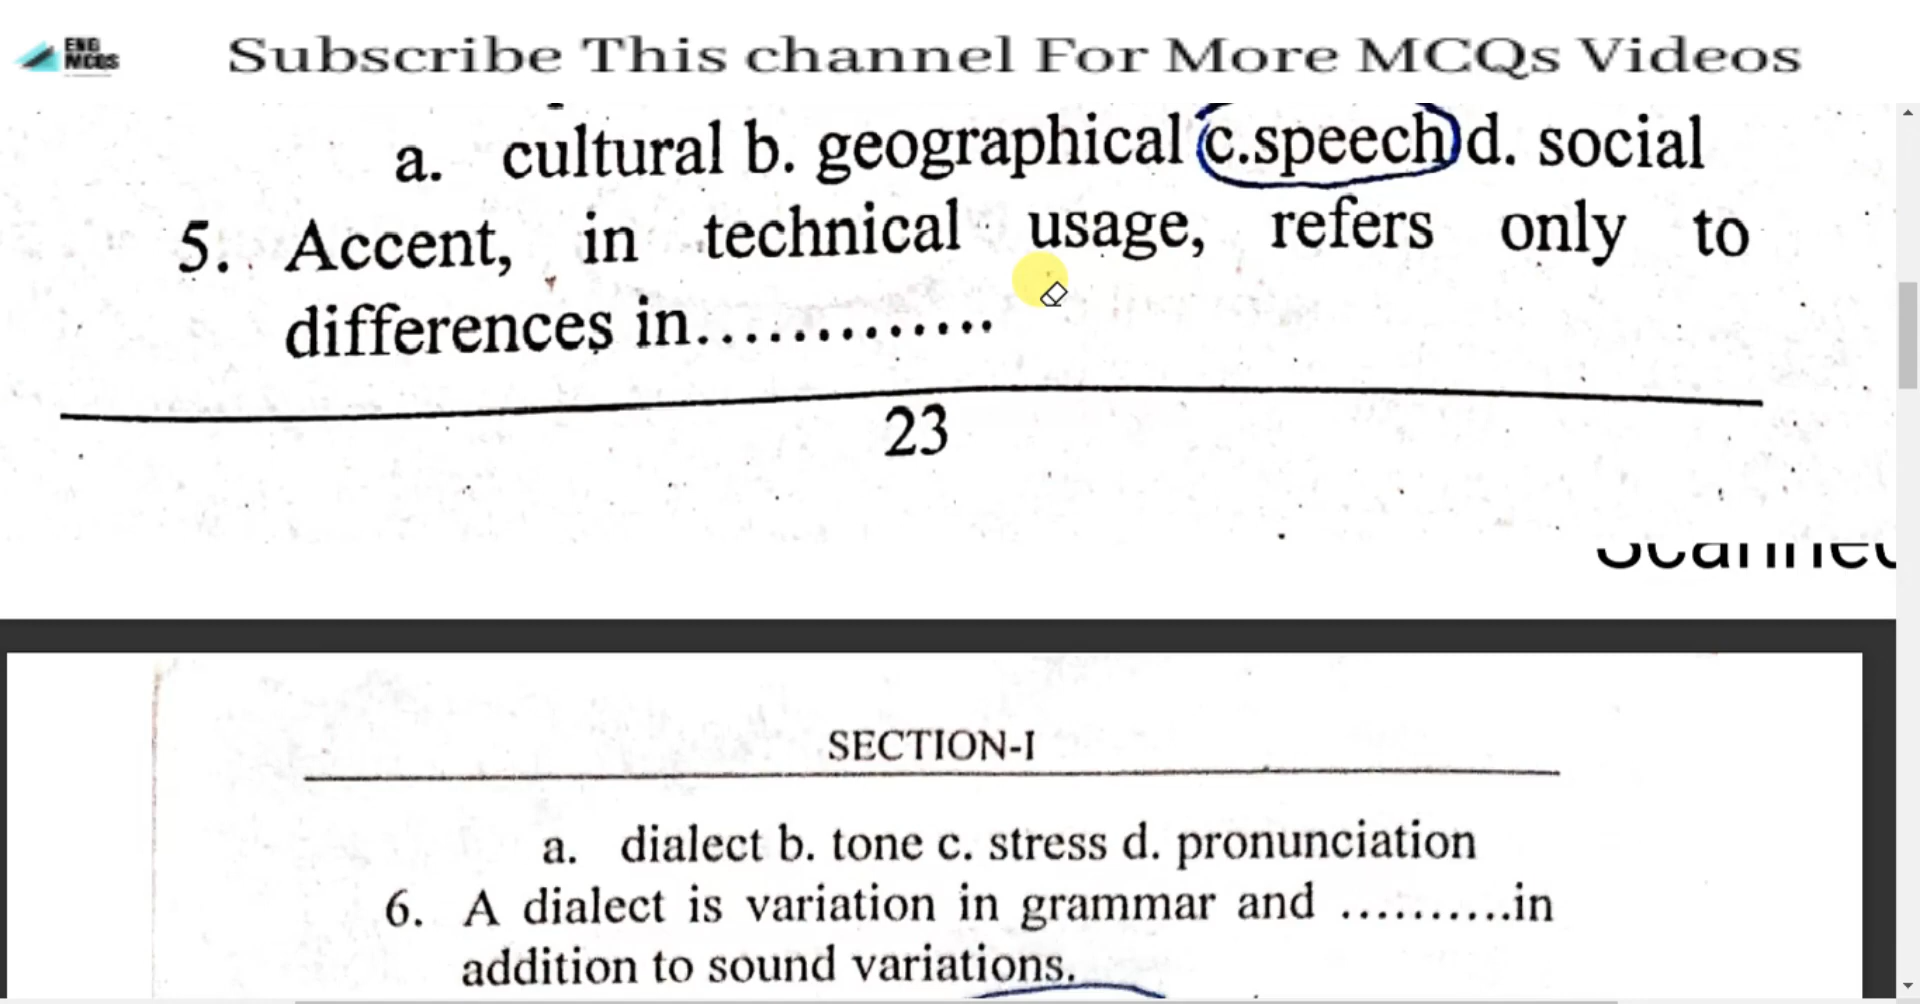 ENG
MCQS
Subscribe This channel For More MCQs Videos
a. cultural b. geographical c.speech d. social
5. Accent, in technical usage, refers only to
differences in.............
23
SECTION-I
a. dialect b. tone c. stress d. pronunciation
6. A dialect is variation in grammar and ..........in
addition to sound variations.